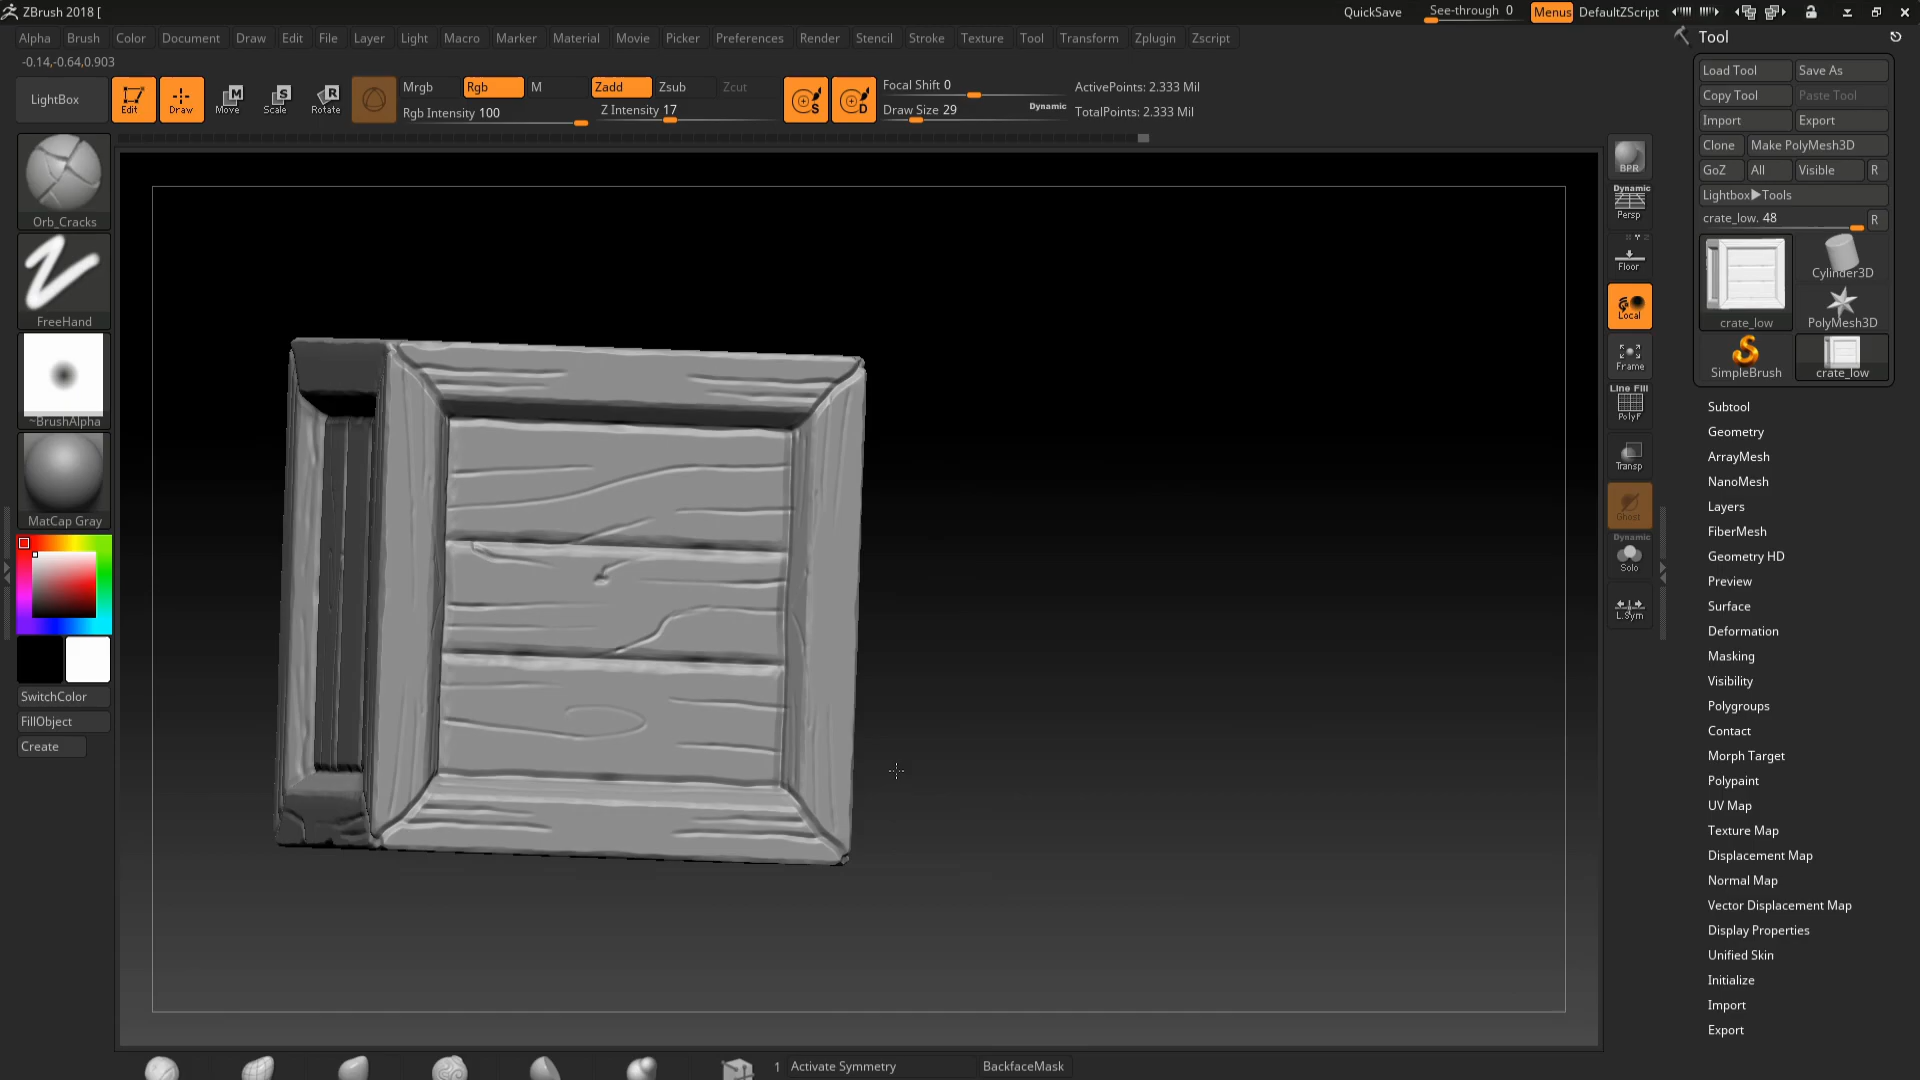 ZBrush 2018 [
QuickSave See-through 0 Menus DefaultZScript
Alpha Brush Color Document Draw Edit File Layer Light Macro Marker Material Movie Picker Preferences Render Stencil Stroke Texture Tool Transform Zplugin Zscript
-0.14,-0.64,0.903
LightBox Edit Draw Move Scale Rotate
M S R
Mrgb Rgb M Zadd Zsub Zcut
Rgb Intensity 100 Z Intensity 17
S D
Focal Shift 0
Draw Size 29 Dynamic
ActivePoints: 2.333 Mil
TotalPoints: 2.333 Mil
Orb_Cracks
FreeHand
~BrushAlpha
MatCap Gray
SwitchColor
FillObject
Create
BPR
Dynamic
Persp
Floor
Local
Frame
Line Fill
PolyF
Transp
Ghost
Dynamic
Solo
L.Sym
Tool
Load Tool Save As
Copy Tool Paste Tool
Import Export
Clone Make PolyMesh3D
GoZ All Visible R
Lightbox▶Tools
crate_low. 48 R
crate_low Cylinder3D
PolyMesh3D
SimpleBrush crate_low
Subtool
Geometry
ArrayMesh
NanoMesh
Layers
FiberMesh
Geometry HD
Preview
Surface
Deformation
Masking
Visibility
Polygroups
Contact
Morph Target
Polypaint
UV Map
Texture Map
Displacement Map
Normal Map
Vector Displacement Map
Display Properties
Unified Skin
Initialize
Import
Export
1 Activate Symmetry BackfaceMask